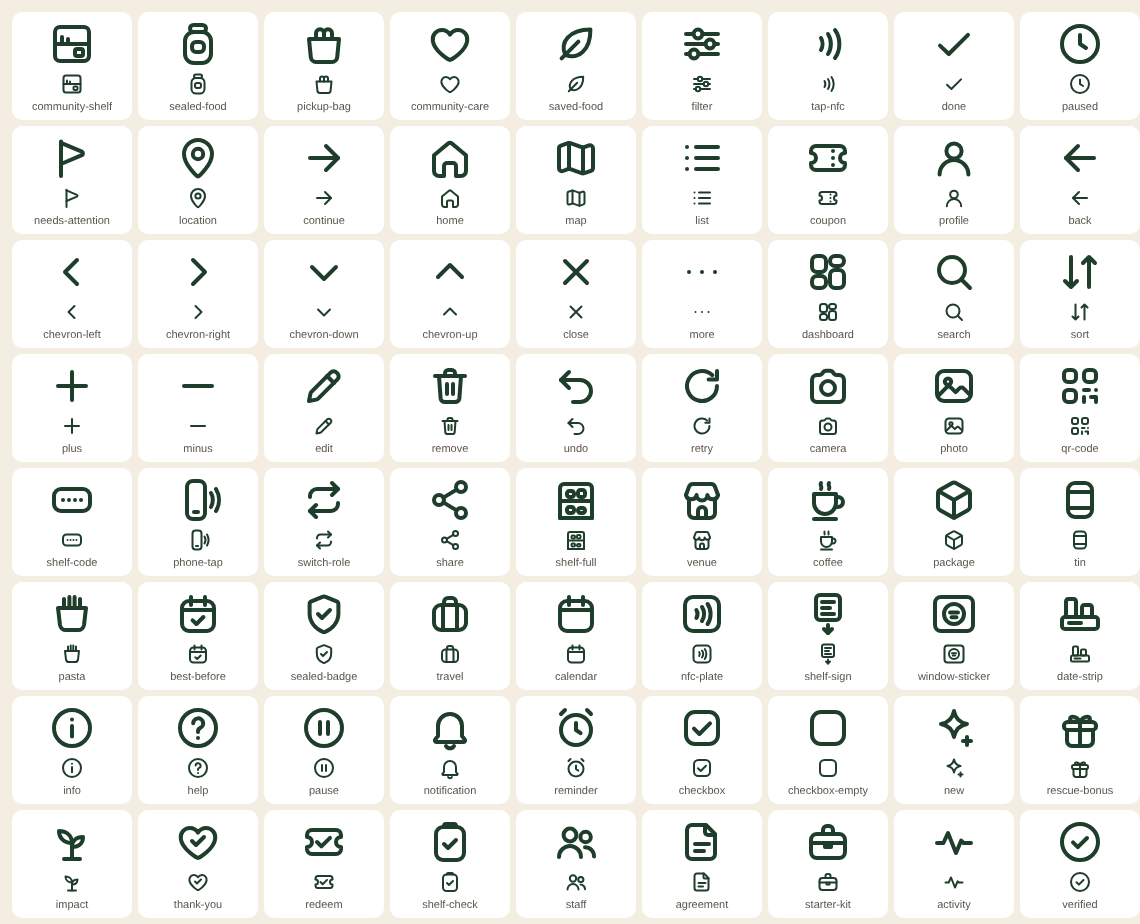 community-shelf
sealed-food
pickup-bag
community-care
saved-food
filter
tap-nfc
done
paused
needs-attention
location
continue
home
map
list
coupon
profile
back
chevron-left
chevron-right
chevron-down
chevron-up
close
more
dashboard
search
sort
plus
minus
edit
remove
undo
retry
camera
photo
qr-code
shelf-code
phone-tap
switch-role
share
shelf-full
venue
coffee
package
tin
pasta
best-before
sealed-badge
travel
calendar
nfc-plate
shelf-sign
window-sticker
date-strip
info
help
pause
notification
reminder
checkbox
checkbox-empty
new
rescue-bonus
impact
thank-you
redeem
shelf-check
staff
agreement
starter-kit
activity
verified